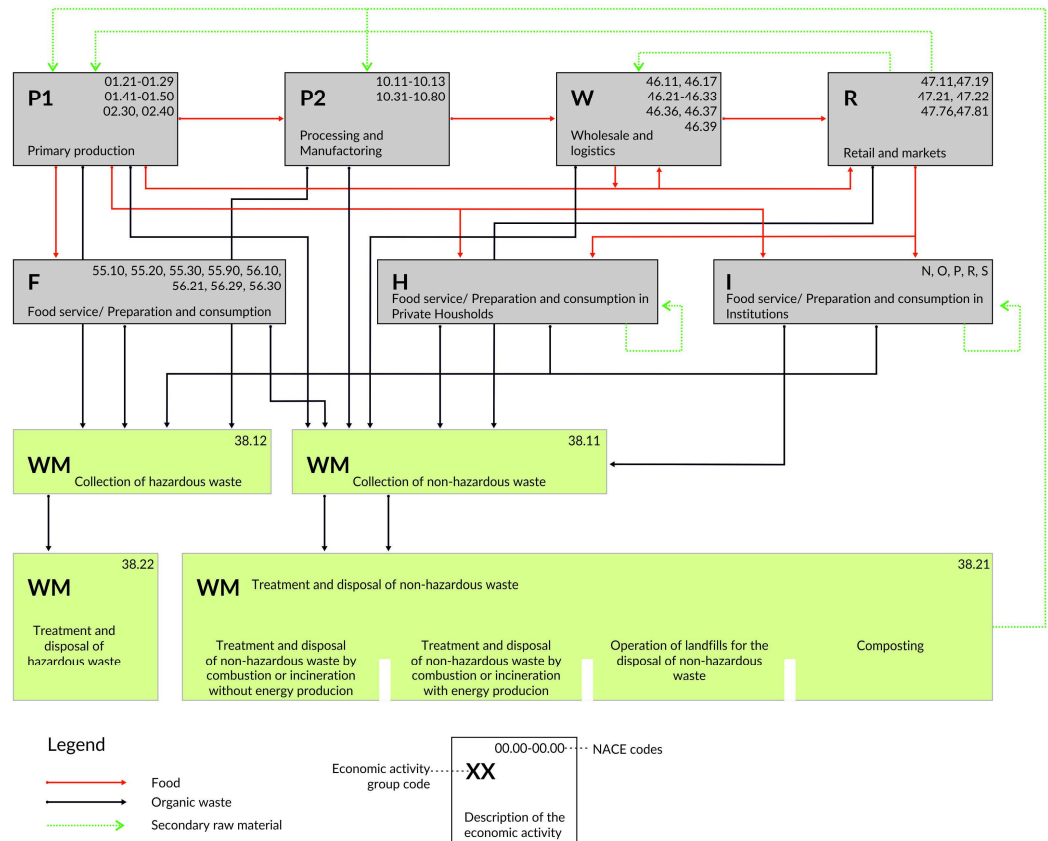 P1
01.21-01.29
01.41-01.50
02.30, 02.40
Primary production
P2
10.11-10.13
10.31-10.80
Processing and
Manufactoring
W
46.11, 46.17
46.21-46.33
46.36, 46.37
46.39
Wholesale and
logistics
R
47.11,47.19
47.21, 47.22
47.76,47.81
Retail and markets
F
55.10, 55.20, 55.30, 55.90, 56.10,
56.21, 56.29, 56.30
Food service/ Preparation and consumption
H
Food service/ Preparation and consumption in
Private Housholds
I
N, O, P, R, S
Food service/ Preparation and consumption in
Institutions
38.12
WM
Collection of hazardous waste
38.11
WM
Collection of non-hazardous waste
38.22
WM
Treatment and
disposal of
hazardous waste
38.21
WM Treatment and disposal of non-hazardous waste
Treatment and disposal
of non-hazardous waste by
combustion or incineration
without energy producion
Treatment and disposal
of non-hazardous waste by
combustion or incineration
with energy producion
Operation of landfills for the
disposal of non-hazardous
waste
Composting
Legend
Food
Organic waste
Secondary raw material
00.00-00.00
NACE codes
Economic activity
group code
XX
Description of the
economic activity